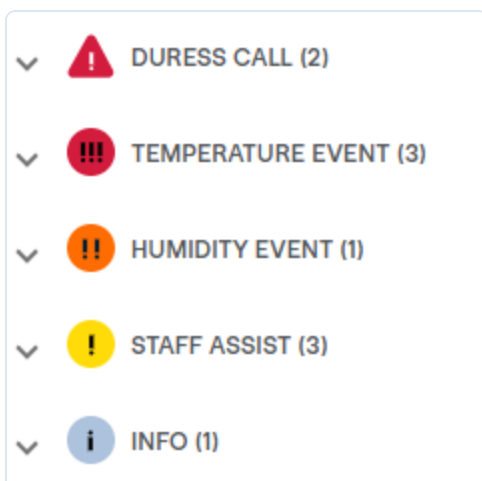 ! DURESS CALL (2)
!!! TEMPERATURE EVENT (3)
!! HUMIDITY EVENT (1)
! STAFF ASSIST (3)
i INFO (1)